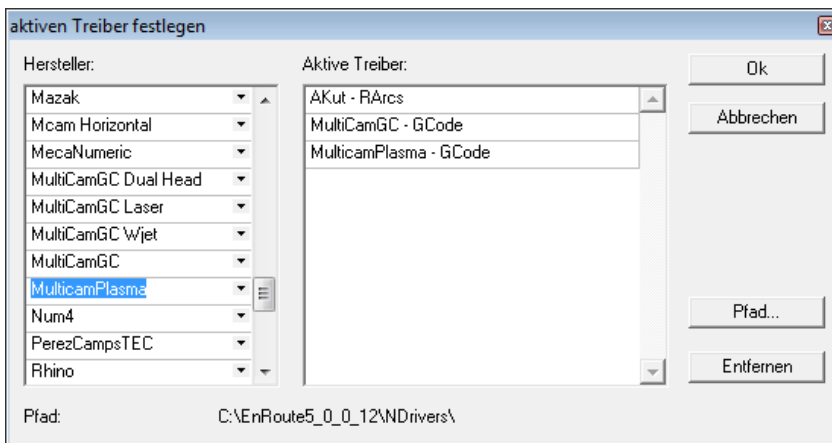 aktiven Treiber festlegen
Hersteller:
Mazak
Mcam Horizontal
MecaNumeric
MultiCamGC Dual Head
MultiCamGC Laser
MultiCamGC Wjet
MultiCamGC
MulticamPlasma
Num4
PerezCampsTEC
Rhino
Aktive Treiber:
AKut - RArcs
MultiCamGC - GCode
MulticamPlasma - GCode
Ok
Abbrechen
Pfad...
Entfernen
Pfad: C:\EnRoute5_0_0_12\NDrivers\